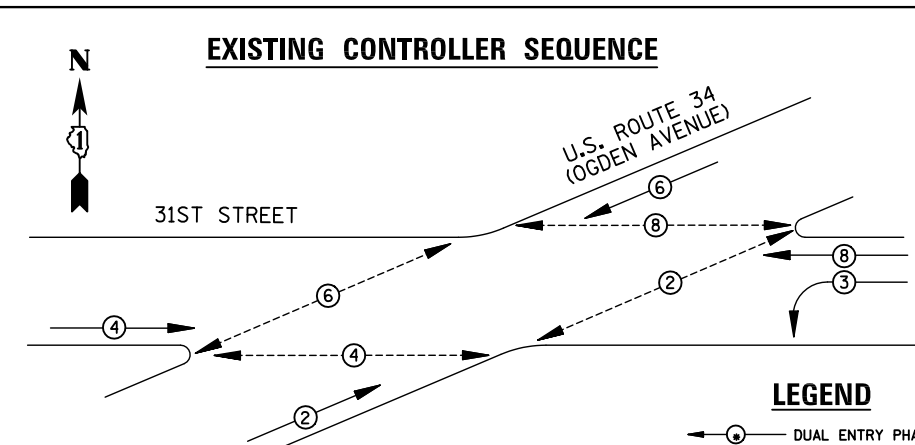 EXISTING CONTROLLER SEQUENCE
N
1
U.S. ROUTE 34
(OGDEN AVENUE)
6
31ST STREET
8
8
6
2
3
4
4
2
LEGEND
* DUAL ENTRY PHA